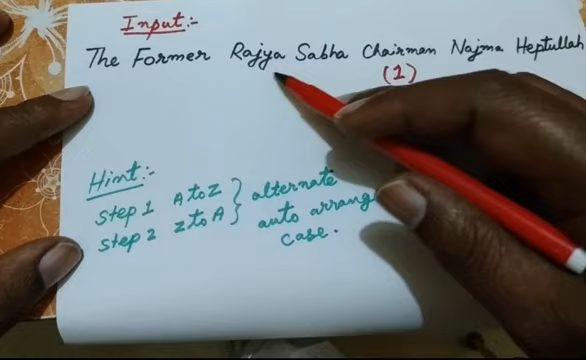 Input:-
The Former Rajya Sabha Chairman Najma Heptullah
(1)
Hint:-
Step 1 A to Z } alternate
Step 2 Z to A } auto arrang
case.